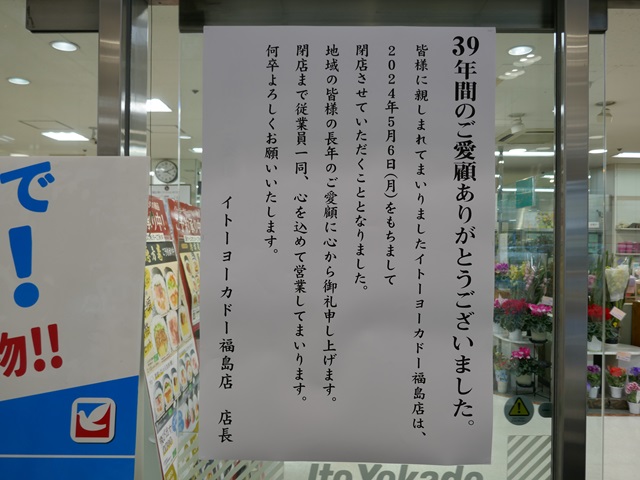 39年間のご愛顧ありがとうございました。
皆様に親しまれてまいりましたイトーヨーカドー福島店は、
2024年5月6日(月)をもちまして
閉店させていただくこととなりました。
地域の皆様の長年のご愛顧に心から御礼申し上げます。
閉店まで従業員一同、心を込めて営業してまいります。
何卒よろしくお願いいたします。
イトーヨーカドー福島店 店長
で
!
物!!
Ito Yokado